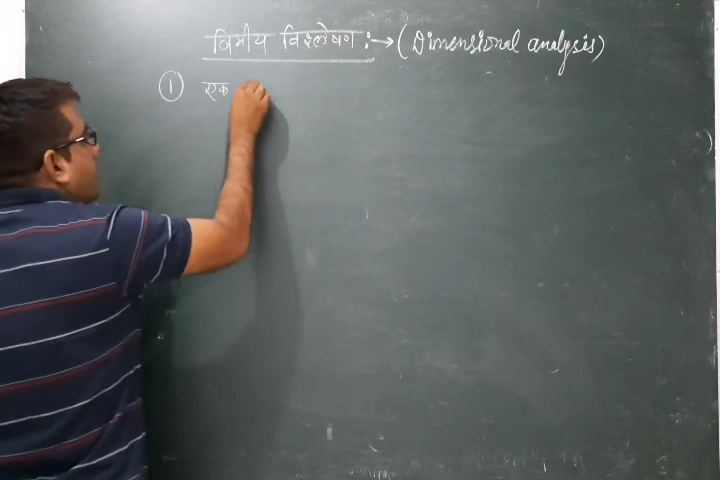 विमीय विश्लेषण :→ (Dimensional analysis)
① एक